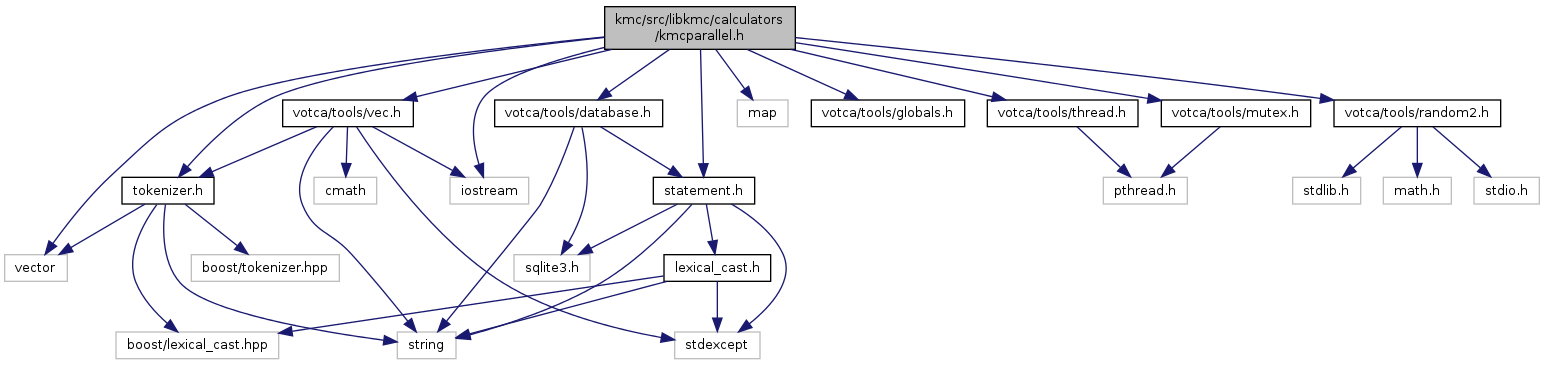 kmc/src/libkmc/calculators
/kmcparallel.h
votca/tools/vec.h
votca/tools/database.h
map
votca/tools/globals.h
votca/tools/thread.h
votca/tools/mutex.h
votca/tools/random2.h
tokenizer.h
cmath
iostream
statement.h
pthread.h
stdlib.h
math.h
stdio.h
vector
boost/tokenizer.hpp
sqlite3.h
lexical_cast.h
boost/lexical_cast.hpp
string
stdexcept